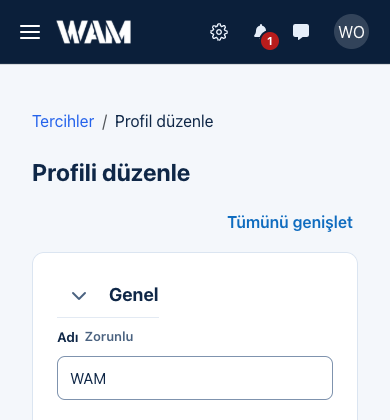 WAM
1
WO
Tercihler / Profil düzenle
Profili düzenle
Tümünü genişlet
Genel
Adı Zorunlu
WAM